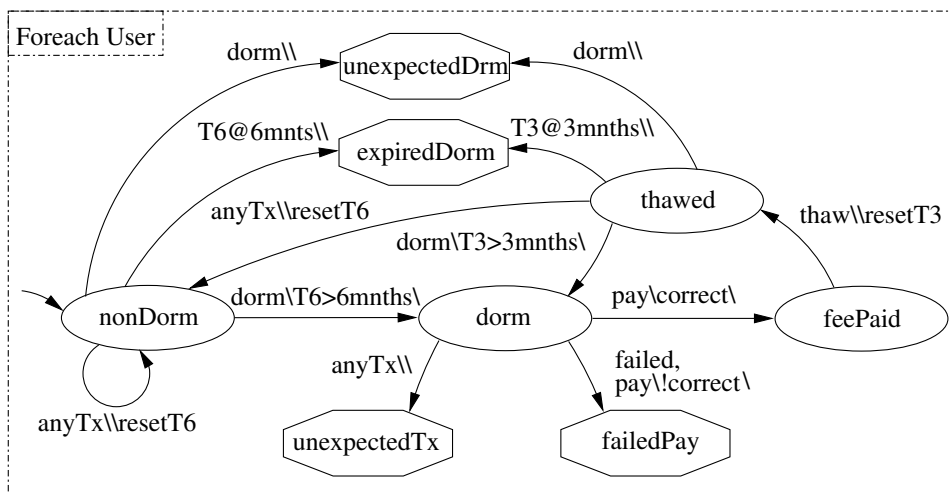 Foreach User
dorm\\
dorm\\
unexpectedDrm
T6@6mnts\\
T3@3mnths\\
expiredDorm
thawed
anyTx\\resetT6
thaw\\resetT3
dorm\T3>3mnths\
dorm\T6>6mnths\
pay\correct\
nonDorm
dorm
feePaid
anyTx\\
failed,
pay\!correct\
anyTx\\resetT6
unexpectedTx
failedPay